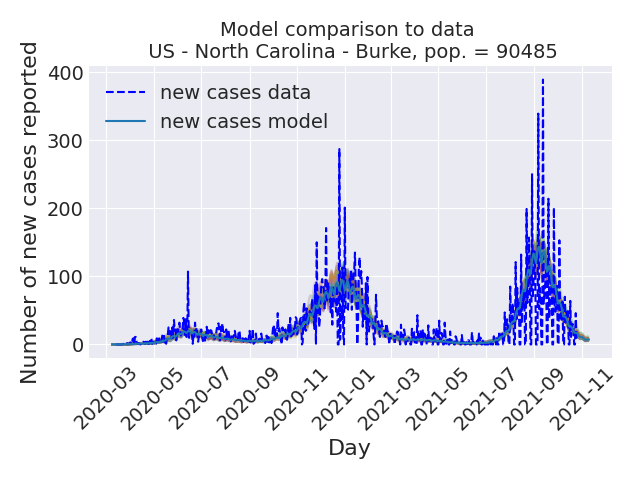 Model comparison to data
US - North Carolina - Burke, pop. = 90485
Number of new cases reported
400
300
200
100
0
new cases data
new cases model
2020-03
2020-05
2020-07
2020-09
2020-11
2021-01
2021-03
2021-05
2021-07
2021-09
2021-11
Day